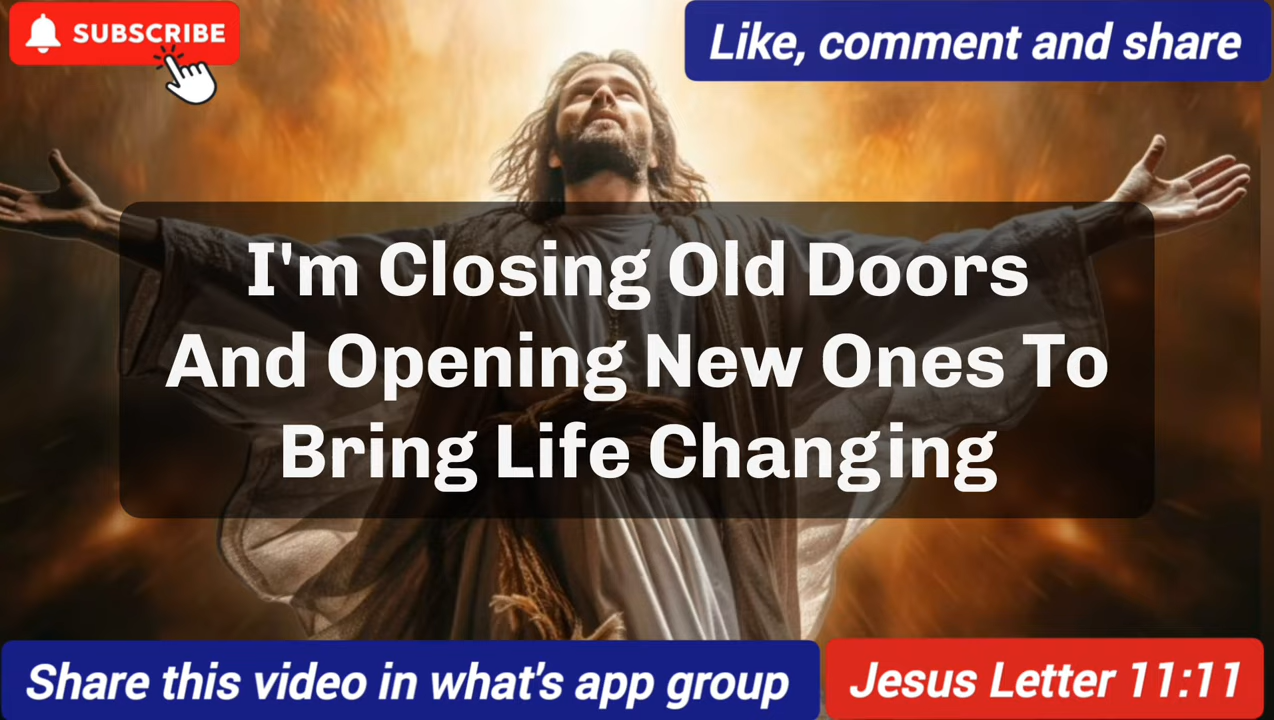 SUBSCRIBE
Like, comment and share
I'm Closing Old Doors
And Opening New Ones To
Bring Life Changing
Share this video in what's app group
Jesus Letter 11:11